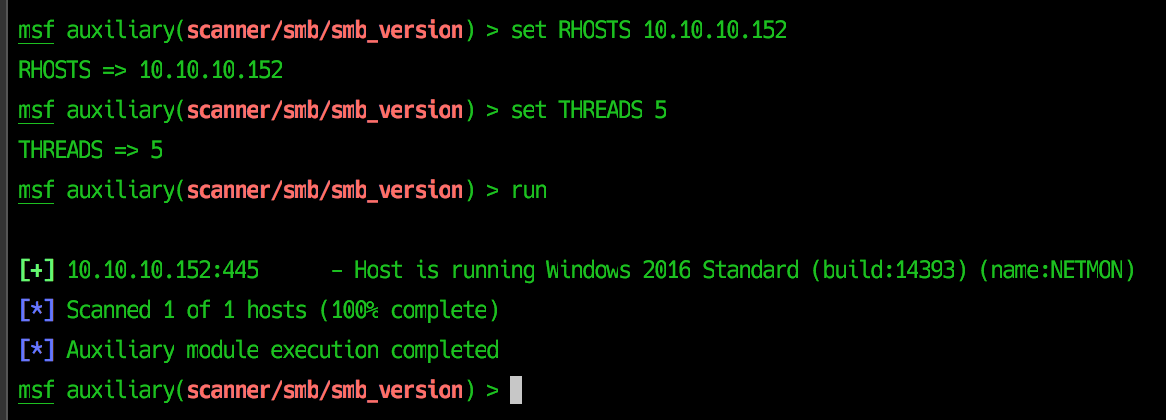 msf auxiliary(scanner/smb/smb_version) > set RHOSTS 10.10.10.152
RHOSTS => 10.10.10.152
msf auxiliary(scanner/smb/smb_version) > set THREADS 5
THREADS => 5
msf auxiliary(scanner/smb/smb_version) > run
[+] 10.10.10.152:445      - Host is running Windows 2016 Standard (build:14393) (name:NETMON)
[*] Scanned 1 of 1 hosts (100% complete)
[*] Auxiliary module execution completed
msf auxiliary(scanner/smb/smb_version) >